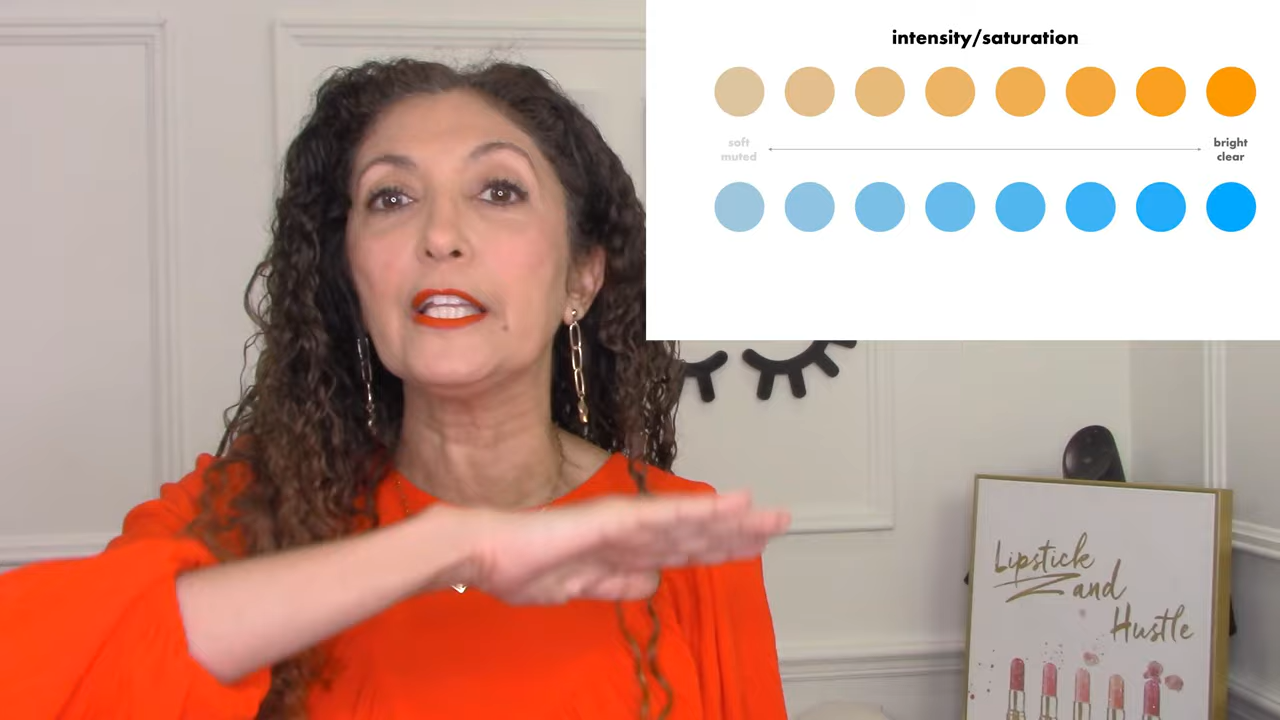 intensity/saturation
soft
muted
bright
clear
Lipstick
and
Hustle